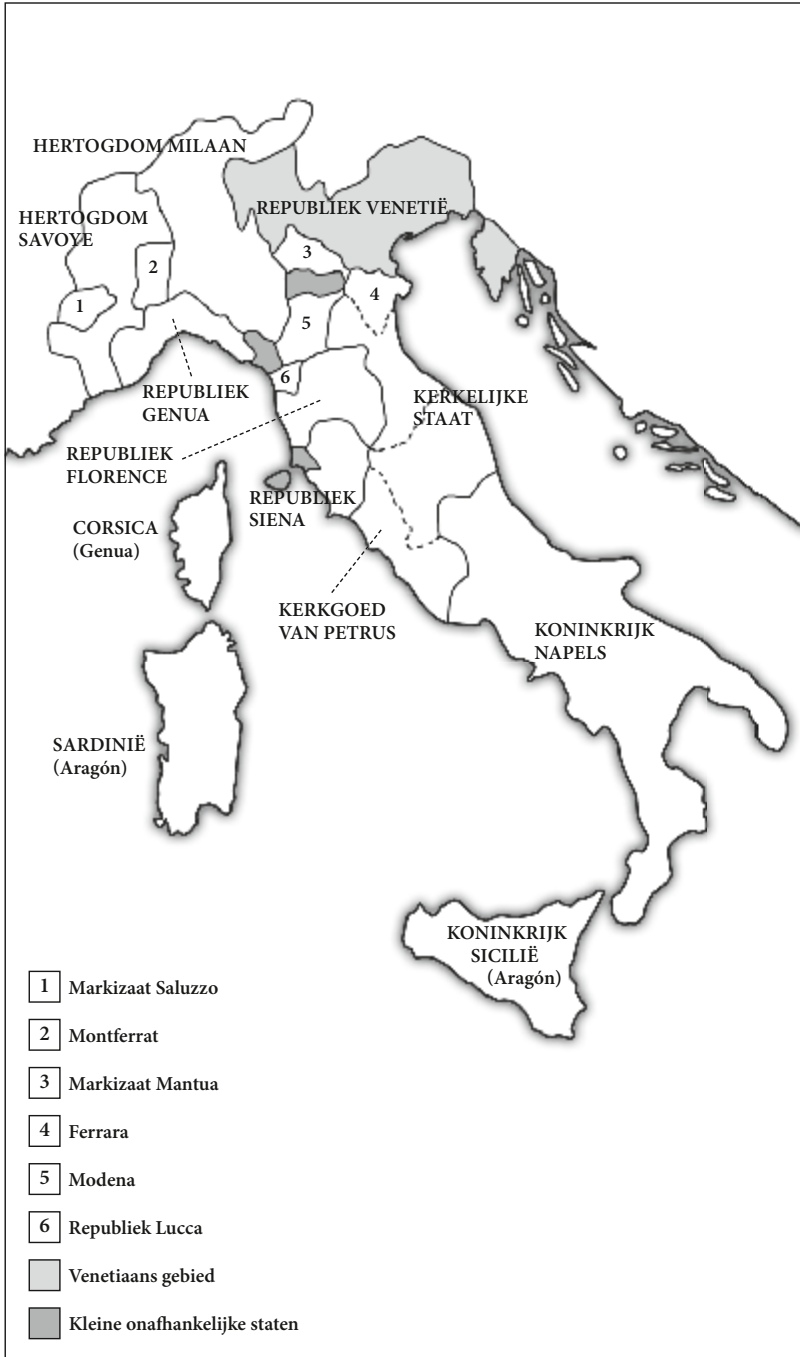 HERTOGDOM MILAAN
HERTOGDOM
SAVOYE
REPUBLIEK VENETIË
3
2
4
1
5
6
REPUBLIEK
GENUA
KERKELIJKE
STAAT
REPUBLIEK
FLORENCE
REPUBLIEK
SIENA
CORSICA
(Genua)
KERKGOED
VAN PETRUS
KONINKRIJK
NAPELS
SARDINIË
(Aragón)
KONINKRIJK
SICILIË
(Aragón)
1 Markizaat Saluzzo
2 Montferrat
3 Markizaat Mantua
4 Ferrara
5 Modena
6 Republiek Lucca
Venetiaans gebied
Kleine onafhankelijke staten